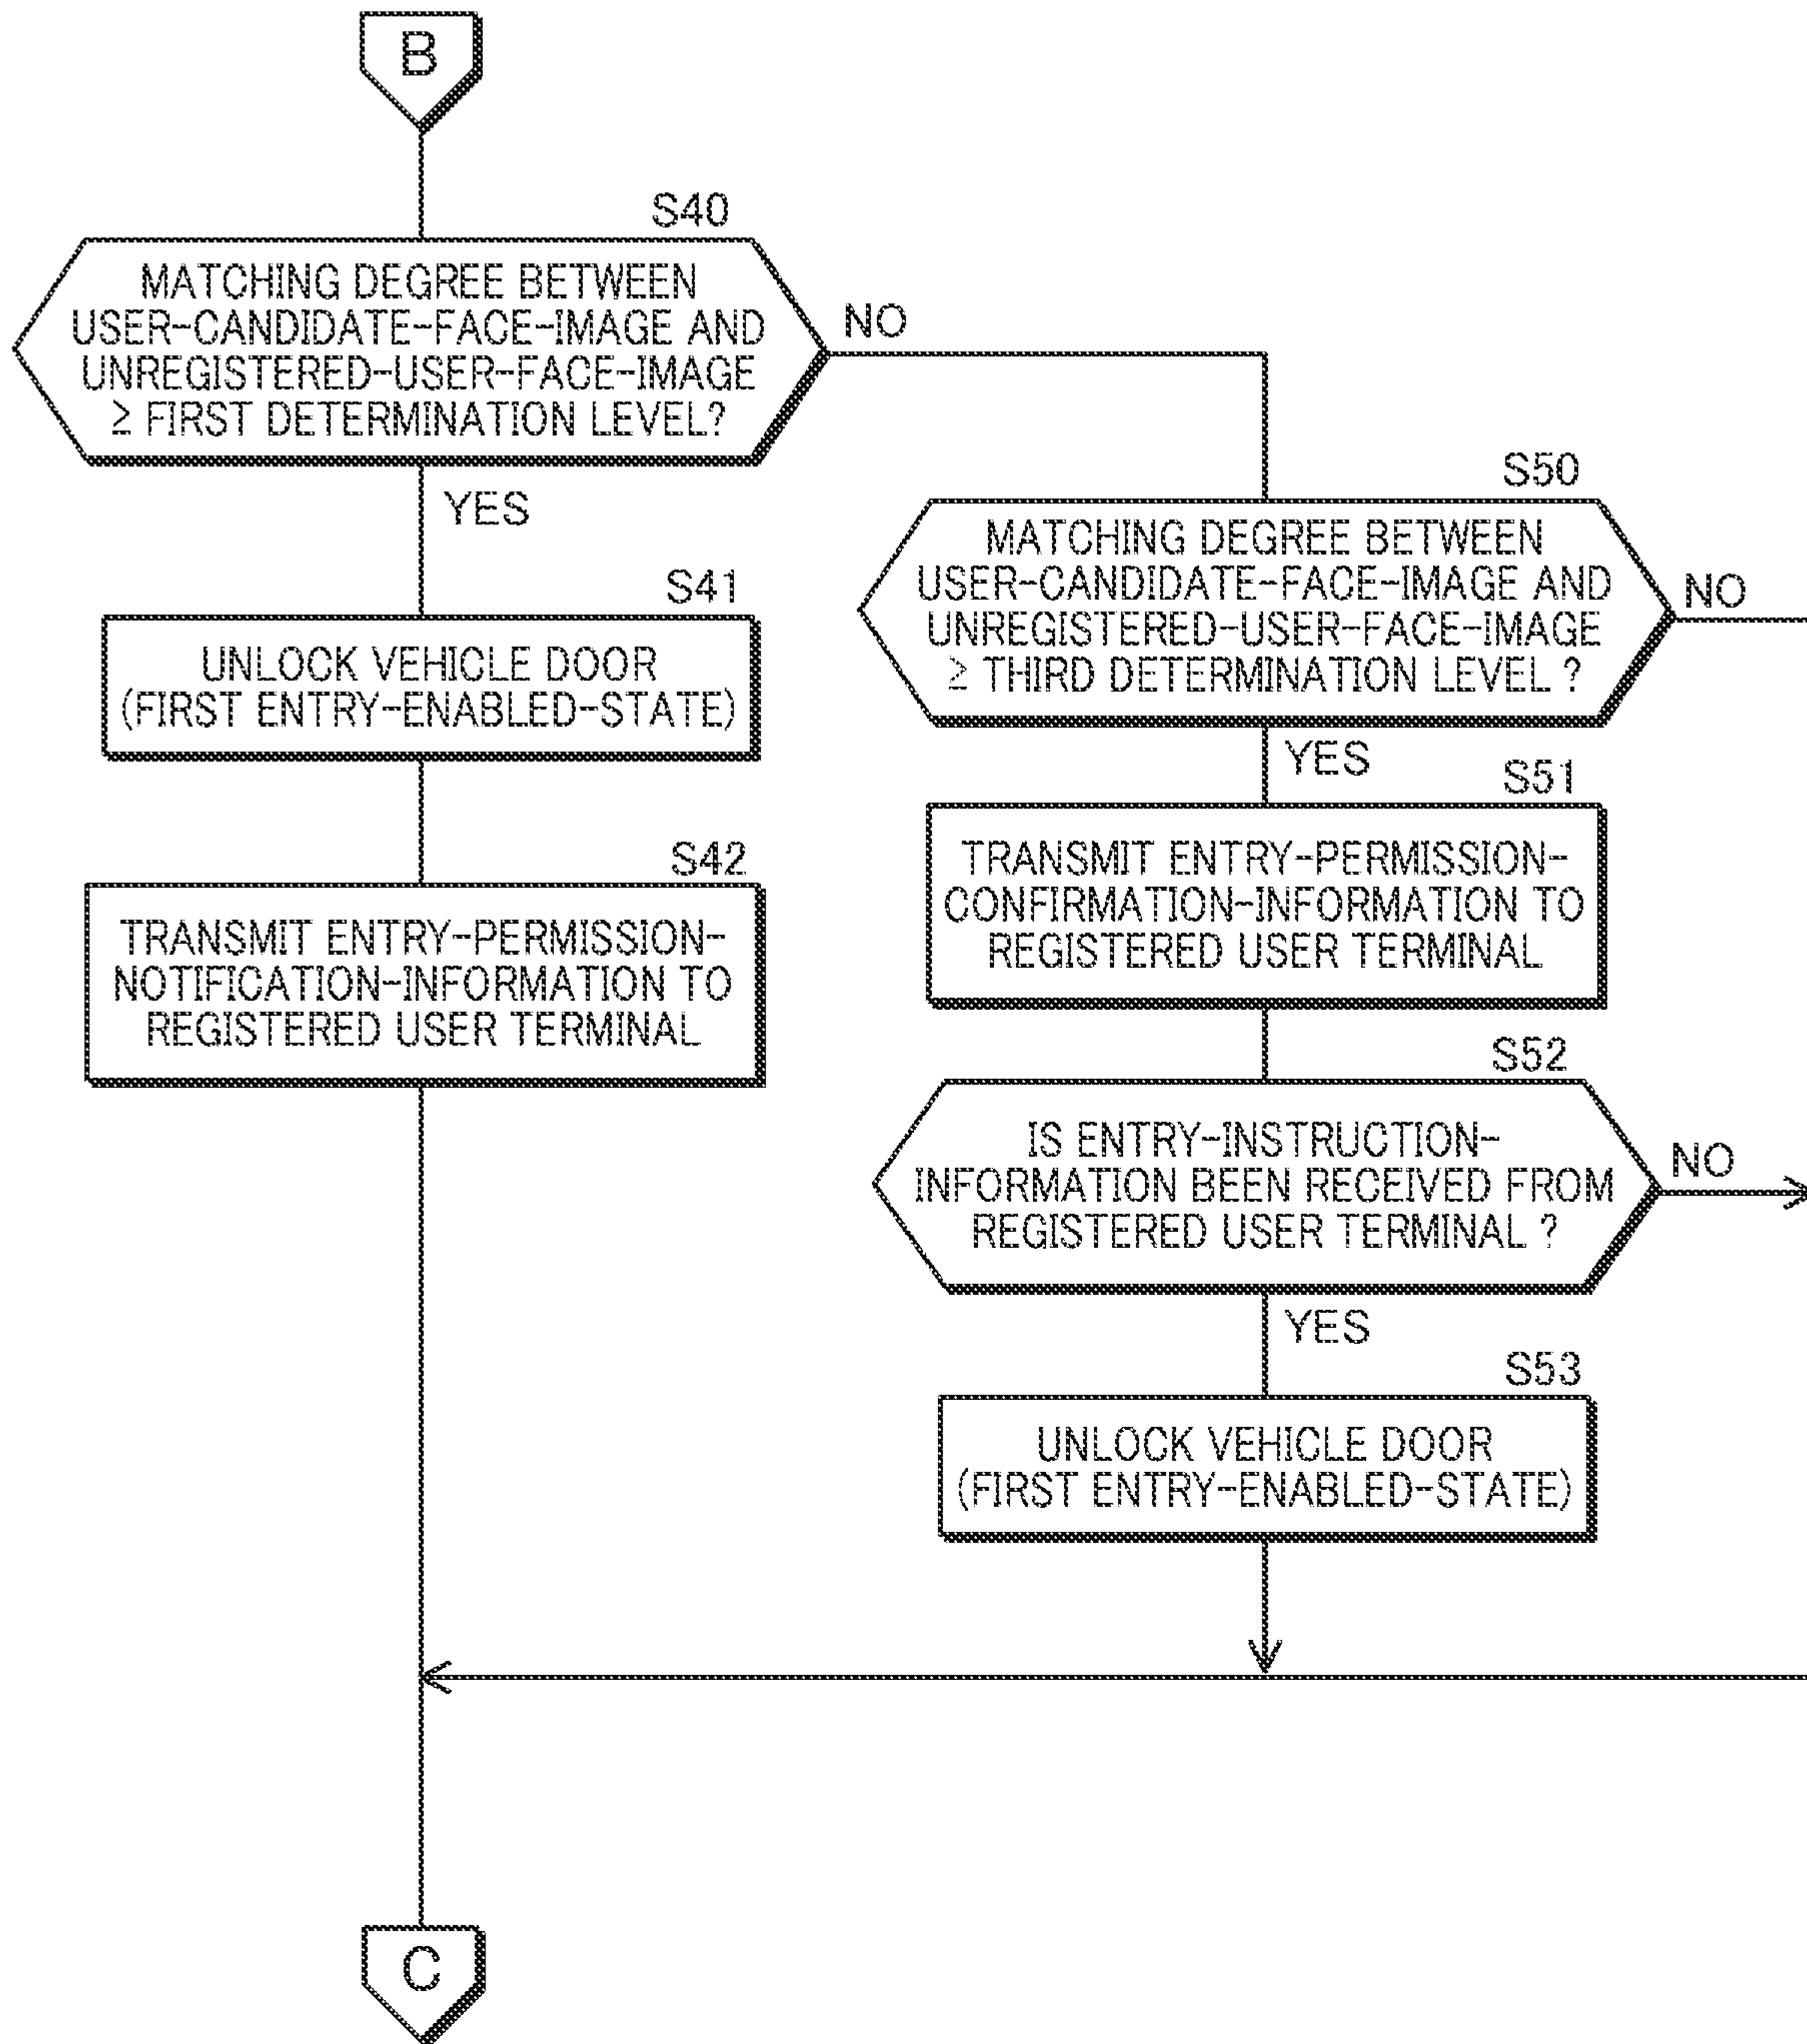 B
S40
MATCHING DEGREE BETWEEN
USER-CANDIDATE-FACE-IMAGE AND
UNREGISTERED-USER-FACE-IMAGE
≥ FIRST DETERMINATION LEVEL?
NO
YES
S41
UNLOCK VEHICLE DOOR
(FIRST ENTRY-ENABLED-STATE)
S42
TRANSMIT ENTRY-PERMISSION-
NOTIFICATION-INFORMATION TO
REGISTERED USER TERMINAL
S50
MATCHING DEGREE BETWEEN
USER-CANDIDATE-FACE-IMAGE AND
UNREGISTERED-USER-FACE-IMAGE
≥ THIRD DETERMINATION LEVEL ?
NO
YES
S51
TRANSMIT ENTRY-PERMISSION-
CONFIRMATION-INFORMATION TO
REGISTERED USER TERMINAL
S52
IS ENTRY-INSTRUCTION-
INFORMATION BEEN RECEIVED FROM
REGISTERED USER TERMINAL ?
NO
YES
S53
UNLOCK VEHICLE DOOR
(FIRST ENTRY-ENABLED-STATE)
C